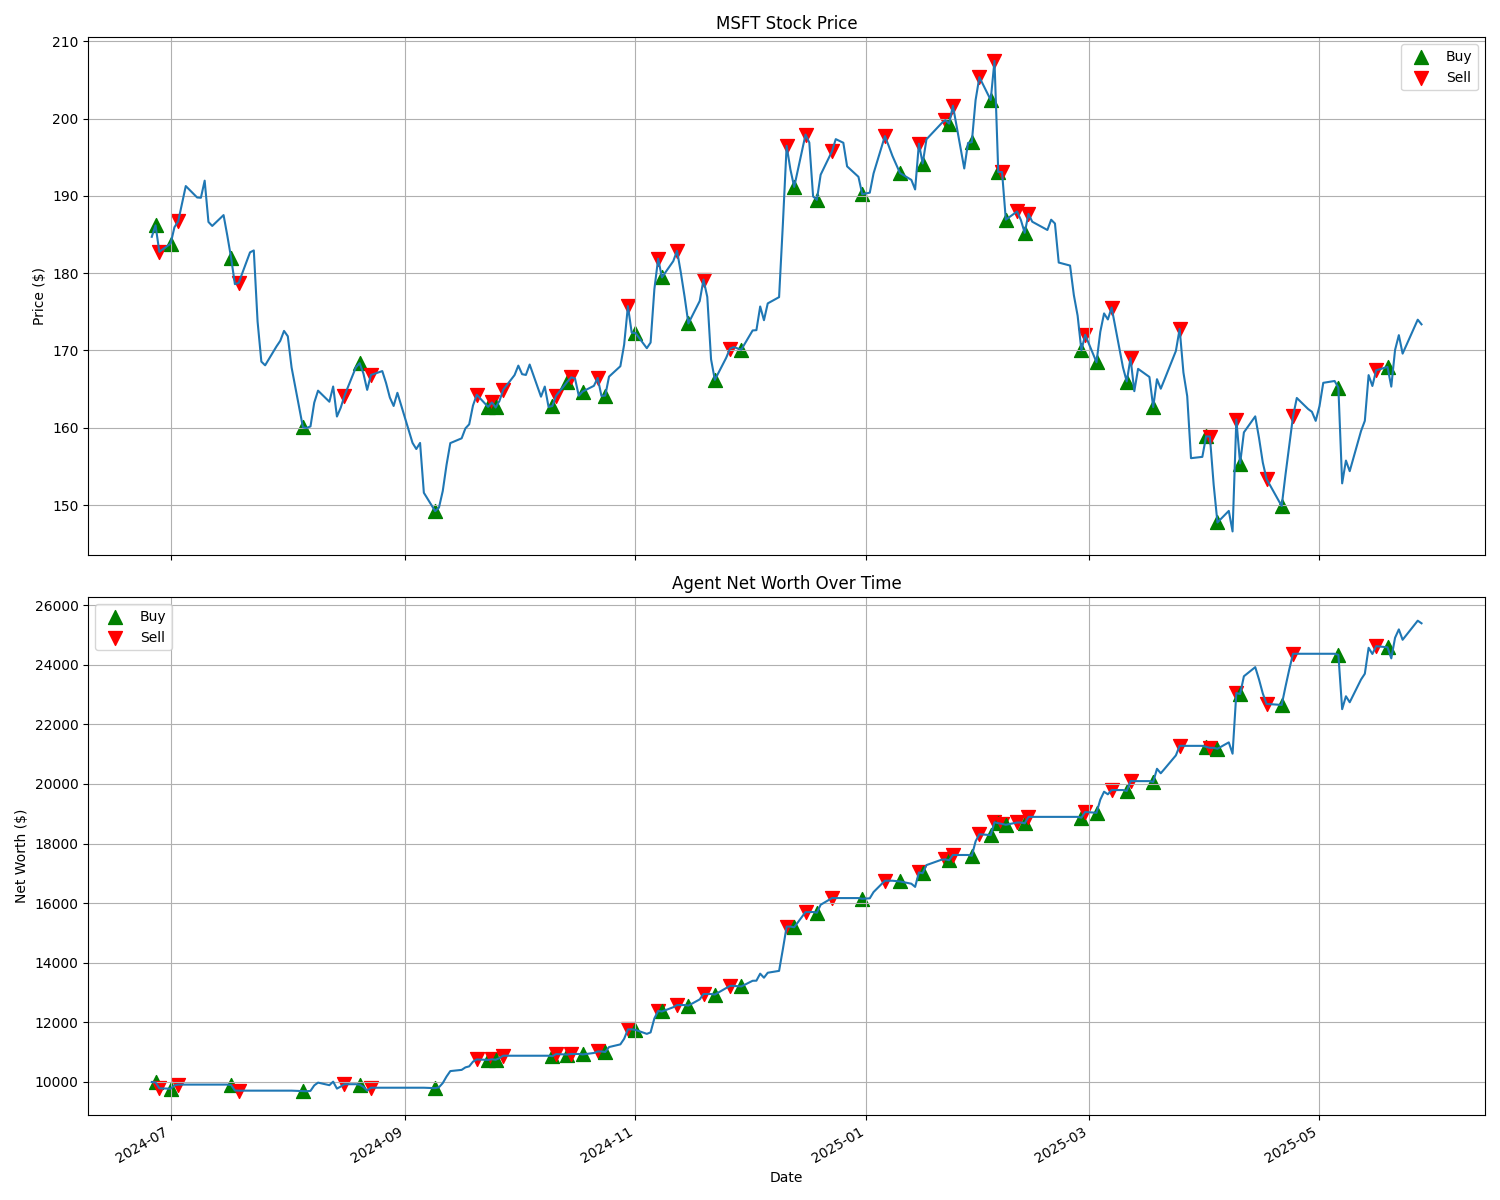 MSFT Stock Price
210
200
190
180
170
160
150
Price ($)
Buy
Sell
Agent Net Worth Over Time
26000
24000
22000
20000
18000
16000
14000
12000
10000
Net Worth ($)
Buy
Sell
2024-07
2024-09
2024-11
2025-01
2025-03
2025-05
Date